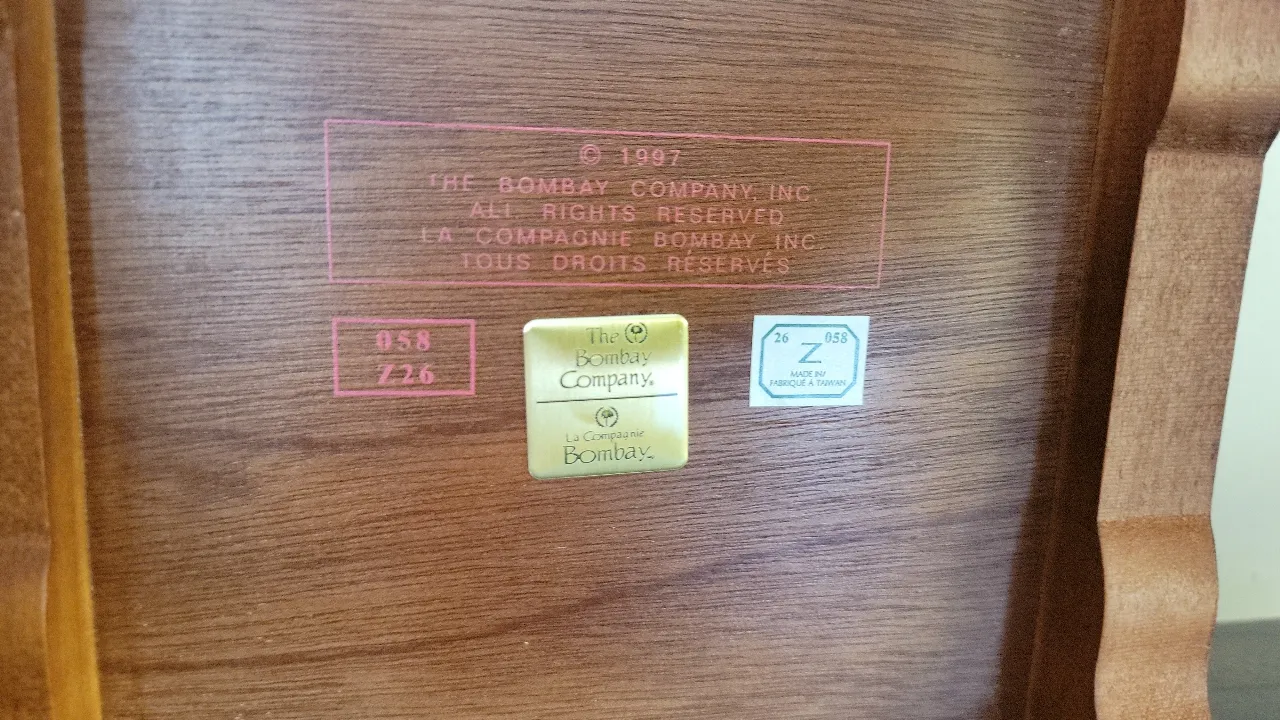 © 1997
THE BOMBAY COMPANY, INC.
ALL RIGHTS RESERVED
LA COMPAGNIE BOMBAY INC.
TOUS DROITS RÉSERVÉS
058
Z26
The
Bombay
Company®
La Compagnie
Bombay™
26 Z 058
MADE IN/
FABRIQUÉ À TAIWAN